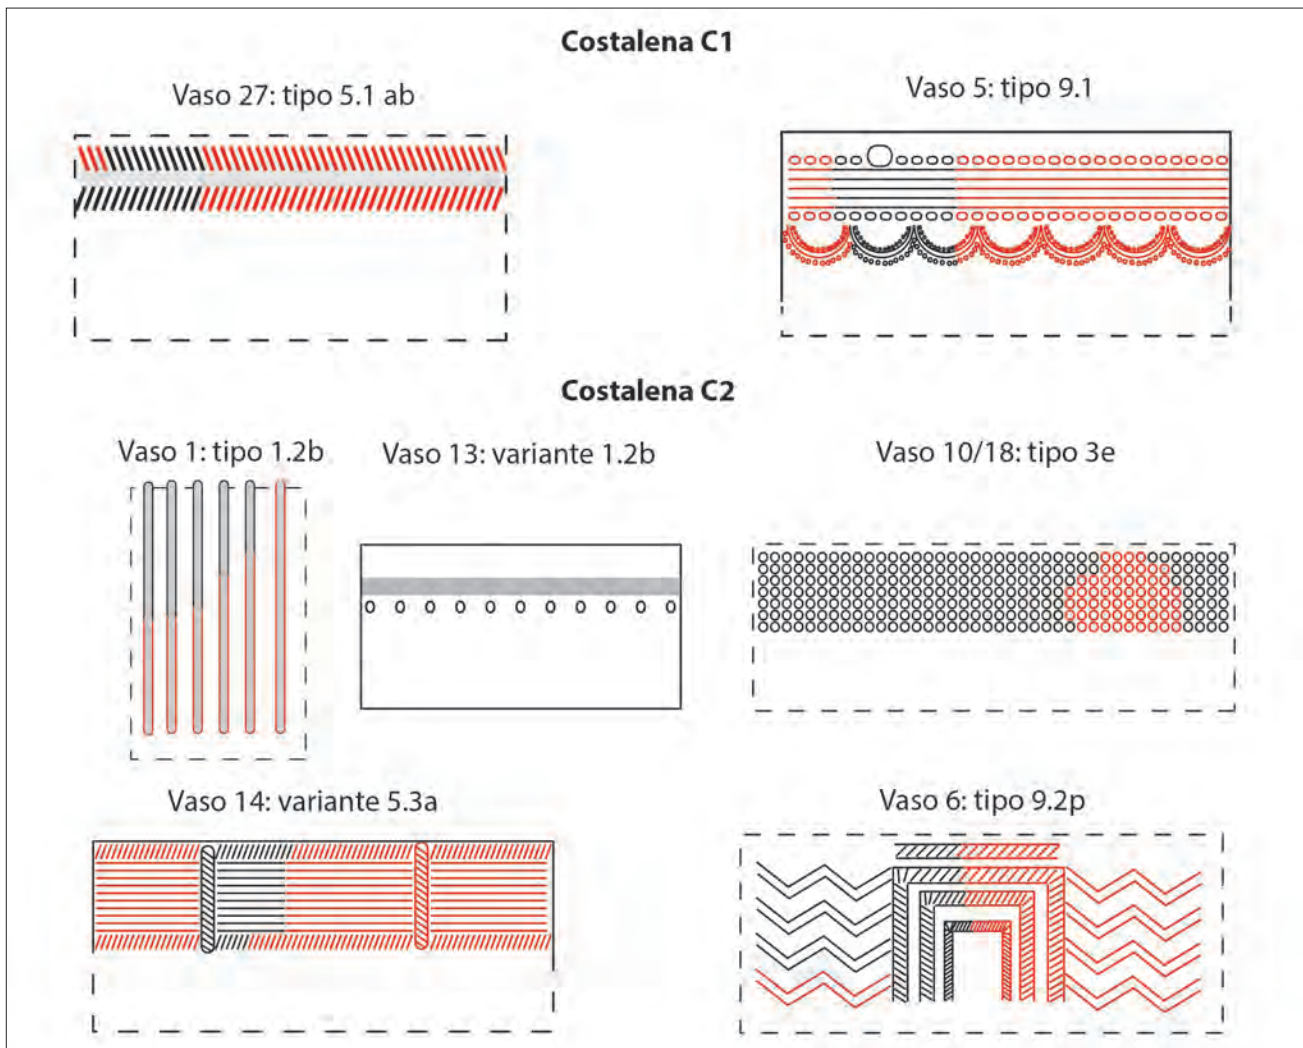 Costalena C1
Vaso 27: tipo 5.1 ab
Vaso 5: tipo 9.1
Costalena C2
Vaso 1: tipo 1.2b
Vaso 13: variante 1.2b
Vaso 10/18: tipo 3e
Vaso 14: variante 5.3a
Vaso 6: tipo 9.2p